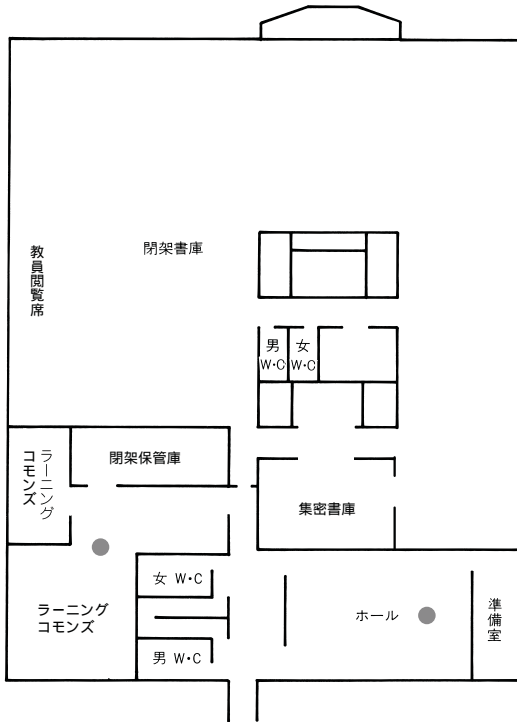 閉架書庫
教員閲覧席
男
W・C
女
W・C
閉架保管庫
ラーニング
コモンズ
集密書庫
女 W・C
ラーニング
コモンズ
ホール
準備室
男 W・C